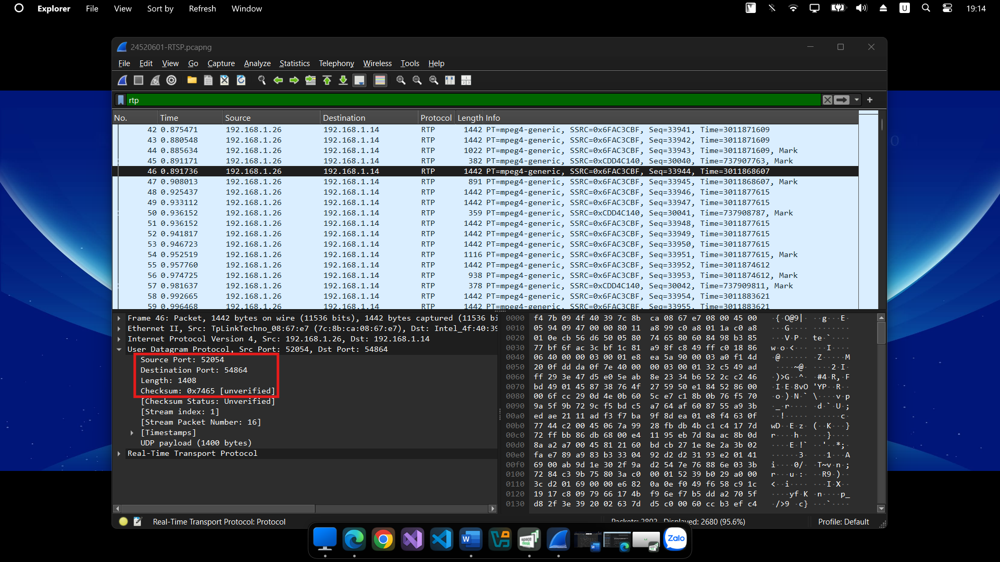 Explorer File View Sort by Refresh Window U 19:14
24520601-RTSP.pcapng
File Edit View Go Capture Analyze Statistics Telephony Wireless Tools Help
rtp
No. Time Source Destination Protocol Length Info
42 0.875471 192.168.1.26 192.168.1.14 RTP 1442 PT=mpeg4-generic, SSRC=0x6FAC3CBF, Seq=33941, Time=3011871609
43 0.880548 192.168.1.26 192.168.1.14 RTP 1442 PT=mpeg4-generic, SSRC=0x6FAC3CBF, Seq=33942, Time=3011871609
44 0.885634 192.168.1.26 192.168.1.14 RTP 1022 PT=mpeg4-generic, SSRC=0x6FAC3CBF, Seq=33943, Time=3011871609, Mark
45 0.891171 192.168.1.26 192.168.1.14 RTP 382 PT=mpeg4-generic, SSRC=0xCDD4C140, Seq=30040, Time=737907763, Mark
46 0.891736 192.168.1.26 192.168.1.14 RTP 1442 PT=mpeg4-generic, SSRC=0x6FAC3CBF, Seq=33944, Time=3011868607
47 0.908013 192.168.1.26 192.168.1.14 RTP 891 PT=mpeg4-generic, SSRC=0x6FAC3CBF, Seq=33945, Time=3011868607, Mark
48 0.925437 192.168.1.26 192.168.1.14 RTP 1442 PT=mpeg4-generic, SSRC=0x6FAC3CBF, Seq=33946, Time=3011877615
49 0.933112 192.168.1.26 192.168.1.14 RTP 1442 PT=mpeg4-generic, SSRC=0x6FAC3CBF, Seq=33947, Time=3011877615
50 0.936152 192.168.1.26 192.168.1.14 RTP 359 PT=mpeg4-generic, SSRC=0xCDD4C140, Seq=30041, Time=737908787, Mark
51 0.936152 192.168.1.26 192.168.1.14 RTP 1442 PT=mpeg4-generic, SSRC=0x6FAC3CBF, Seq=33948, Time=3011877615
52 0.941817 192.168.1.26 192.168.1.14 RTP 1442 PT=mpeg4-generic, SSRC=0x6FAC3CBF, Seq=33949, Time=3011877615
53 0.946723 192.168.1.26 192.168.1.14 RTP 1442 PT=mpeg4-generic, SSRC=0x6FAC3CBF, Seq=33950, Time=3011877615
54 0.952519 192.168.1.26 192.168.1.14 RTP 1116 PT=mpeg4-generic, SSRC=0x6FAC3CBF, Seq=33951, Time=3011877615, Mark
55 0.957760 192.168.1.26 192.168.1.14 RTP 1442 PT=mpeg4-generic, SSRC=0x6FAC3CBF, Seq=33952, Time=3011874612
56 0.974725 192.168.1.26 192.168.1.14 RTP 938 PT=mpeg4-generic, SSRC=0x6FAC3CBF, Seq=33953, Time=3011874612, Mark
57 0.981637 192.168.1.26 192.168.1.14 RTP 378 PT=mpeg4-generic, SSRC=0xCDD4C140, Seq=30042, Time=737909811, Mark
58 0.992665 192.168.1.26 192.168.1.14 RTP 1442 PT=mpeg4-generic, SSRC=0x6FAC3CBF, Seq=33954, Time=3011883621
59 0.996468 192.168.1.26 192.168.1.14 RTP 1442 PT=mpeg4-generic, SSRC=0x6FAC3CBF, Seq=33955, Time=3011883621
Frame 46: Packet, 1442 bytes on wire (11536 bits), 1442 bytes captured (11536 bi
Ethernet II, Src: TpLinkTechno_08:67:e7 (7c:8b:ca:08:67:e7), Dst: Intel_4f:40:39
Internet Protocol Version 4, Src: 192.168.1.26, Dst: 192.168.1.14
User Datagram Protocol, Src Port: 52054, Dst Port: 54864
Source Port: 52054
Destination Port: 54864
Length: 1408
Checksum: 0x7465 [unverified]
[Checksum Status: Unverified]
[Stream index: 1]
[Stream Packet Number: 16]
[Timestamps]
UDP payload (1400 bytes)
Real-Time Transport Protocol
0000 f4 7b 09 4f 40 39 7c 8b ca 08 67 e7 08 00 45 00 ·{·O@9|· ··g···E·
0010 05 94 09 47 00 00 80 11 a8 99 c0 a8 01 1a c0 a8 ···G···· ········
0020 01 0e cb 56 d6 50 05 80 74 65 80 60 84 98 b3 85 ···V·P·· te·`····
0030 77 bf 6f ac 3c bf 1c 81 a9 8f c8 49 ff c0 18 86 w·o·<··· ···I····
0040 06 40 00 00 03 00 01 e8 ea 5a 90 00 03 a0 f1 4d ·@······ ·Z·····M
0050 20 0f dd da 0f 7e 40 00 00 03 00 01 32 c5 49 ad ·····~@· ····2·I·
0060 ff 29 3e 47 d5 e0 5e ab 8e 23 34 b6 52 2c c2 46 ·)>G··^· ·#4·R,·F
0070 bd 49 01 45 87 38 76 4f 27 59 50 e1 84 52 86 00 ·I·E·8vO 'YP··R··
0080 00 6f cc 29 0d 4e 0b 60 5c e7 c1 8b 0b 76 f5 70 ·o·)·N·` \····v·p
0090 9a 5f 9b 72 9c f5 bd c5 a7 64 af 60 87 55 a9 3b ·_·r···· ·d·`·U·;
00a0 ed ae 21 11 ad f3 f7 ba 9f 8d ea 01 e8 f4 63 0f ··!····· ······c·
00b0 77 44 c2 00 45 06 7a 99 28 fb db 4b c1 c4 17 7d wD··E·z· (··K···}
00c0 72 ff bb 86 db 68 00 e4 11 95 eb 7d 8a ac 8b 0d r····h·· ···}····
00d0 8a a2 a7 00 45 81 21 60 bd cb 27 1e 8e 2a 3b 02 ····E·!` ··'··*;·
00e0 fa e7 89 a9 83 b3 33 04 92 d2 d2 31 93 e2 01 41 ······3· ···1···A
00f0 69 00 ab 9d 1e 30 2f 9a d2 54 7e 76 88 6e 03 3b i····0/· ·T~v·n·;
0100 72 84 c3 9b 75 80 3a c0 00 01 52 39 b0 29 a0 00 r···u·:· ··R9·)··
0110 3c d2 01 69 00 00 e6 82 0a 0e f0 49 f6 58 c9 1c <··i···· ···I·X··
0120 19 17 c8 09 79 66 17 4b f9 6e f7 b5 dd a2 70 5f ····yf·K ·n····p_
0130 d8 2f 3e 39 20 02 63 7d d5 c0 00 60 cc b3 ef c4 ·/>9 ·c} ···`····
Real-Time Transport Protocol: Protocol Packets: 2802 Displayed: 2680 (95.6%) Profile: Default
W space desk Zalo